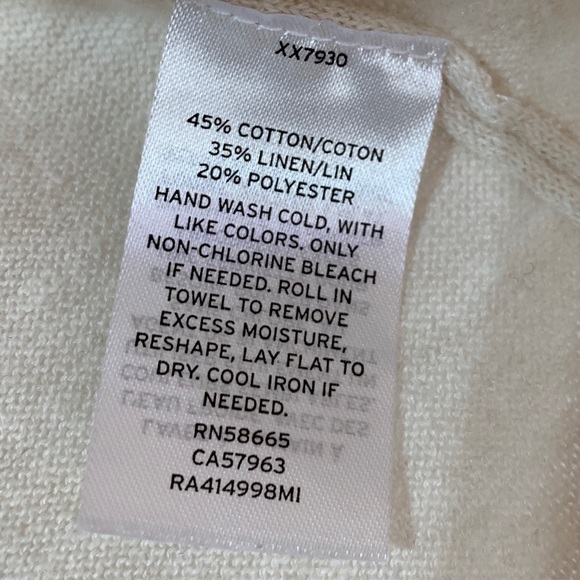 XX7930
45% COTTON/COTON
35% LINEN/LIN
20% POLYESTER
HAND WASH COLD, WITH
LIKE COLORS. ONLY
NON-CHLORINE BLEACH
IF NEEDED. ROLL IN
TOWEL TO REMOVE
EXCESS MOISTURE,
RESHAPE, LAY FLAT TO
DRY. COOL IRON IF
NEEDED.
RN58665
CA57963
RA414998MI